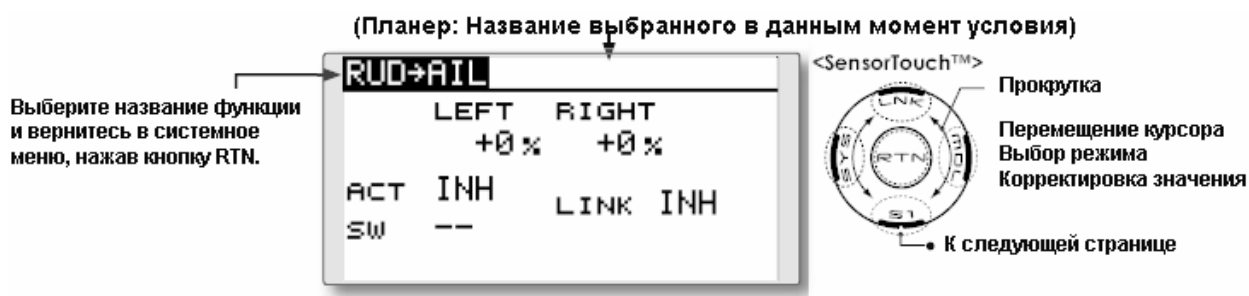 (Планер: Название выбранного в данным момент условия)
Выберите название функции
и вернитесь в системное
меню, нажав кнопку RTN.
RUD→AIL
LEFT RIGHT
+0% +0%
ACT INH LINK INH
SW --
<SensorTouch™>
LNK
SYS
RTN
MDL
S1
Прокрутка
Перемещение курсора
Выбор режима
Корректировка значения
К следующей странице